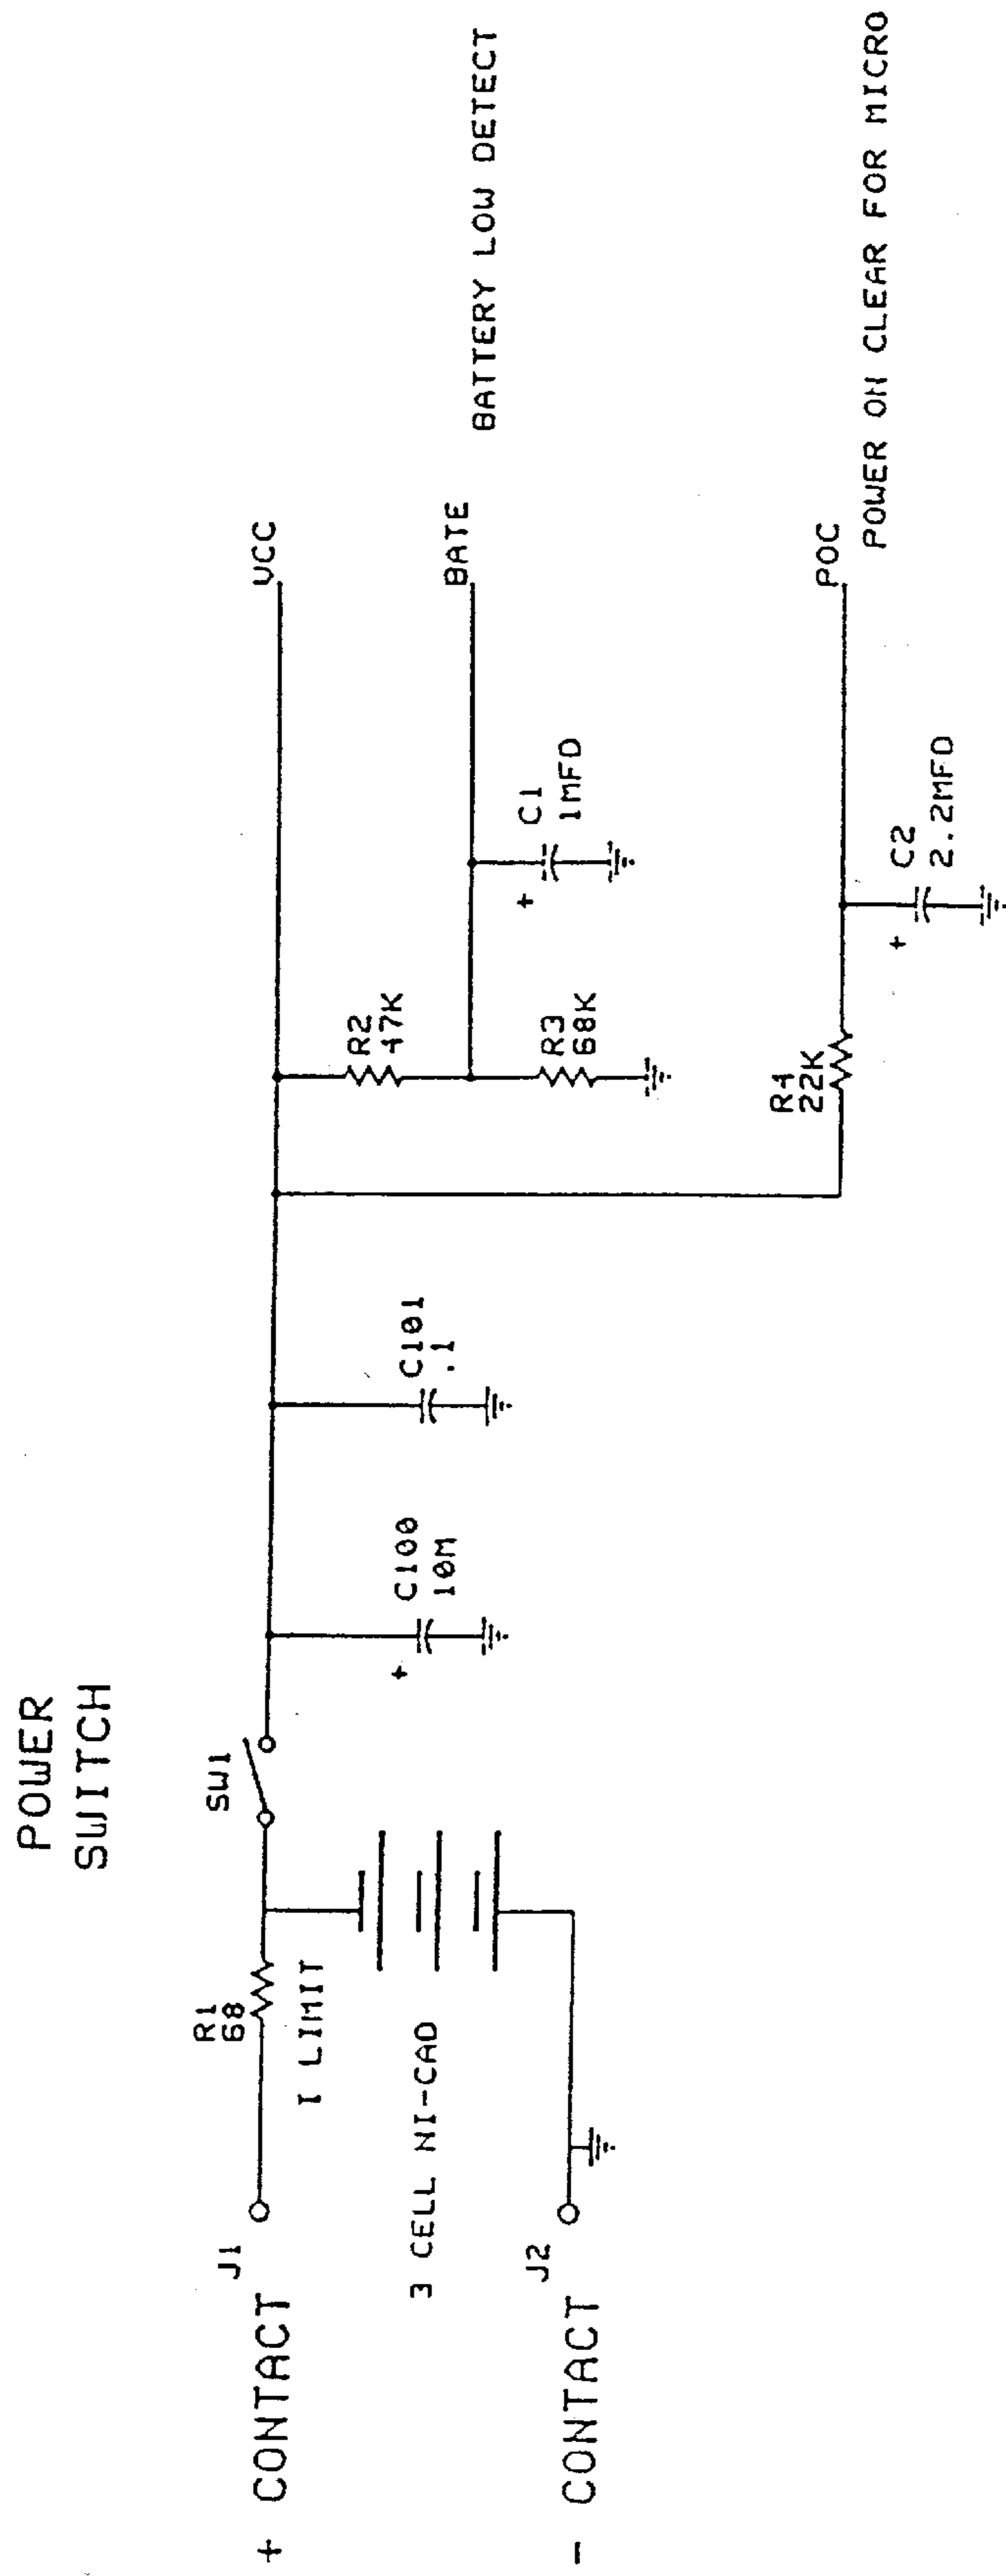 POWER
SWITCH
+ CONTACT
J1
R1
68
I LIMIT
SW1
3 CELL NI-CAD
- CONTACT
J2
+
C100
10M
C101
.1
VCC
R2
47K
R3
68K
BATE
BATTERY LOW DETECT
+
C1
1MFD
R4
22K
POC
POWER ON CLEAR FOR MICRO
+
C2
2.2MFD